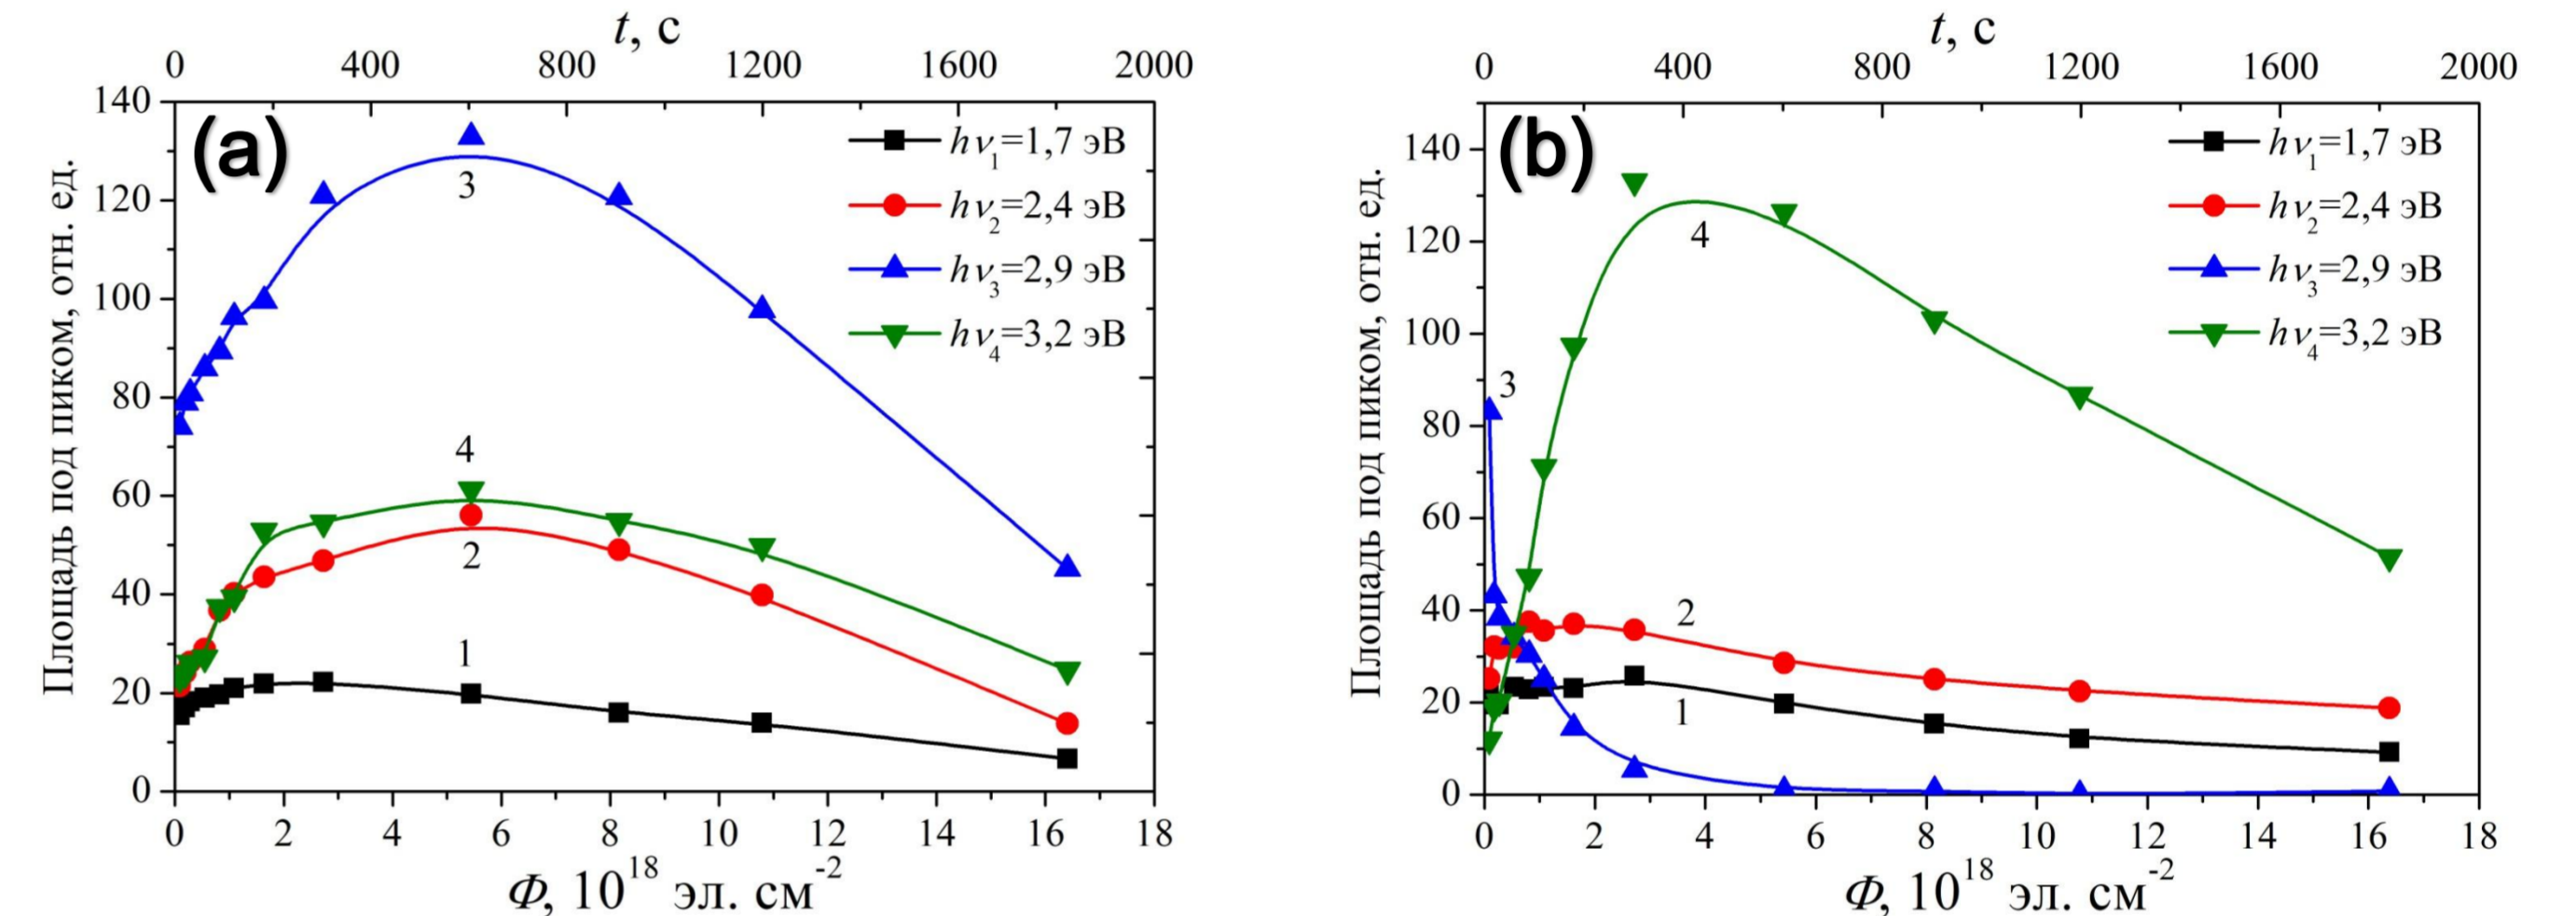 t, с
0 400 800 1200 1600 2000
(a)
140
120
100
80
60
40
20
0
Площадь под пиком, отн. ед.
hν1=1,7 эВ
hν2=2,4 эВ
hν3=2,9 эВ
hν4=3,2 эВ
3
4
2
1
0 2 4 6 8 10 12 14 16 18
Φ, 10^18 эл. см^-2
t, с
0 400 800 1200 1600 2000
(b)
140
120
100
80
60
40
20
0
Площадь под пиком, отн. ед.
hν1=1,7 эВ
hν2=2,4 эВ
hν3=2,9 эВ
hν4=3,2 эВ
4
3
2
1
0 2 4 6 8 10 12 14 16 18
Φ, 10^18 эл. см^-2